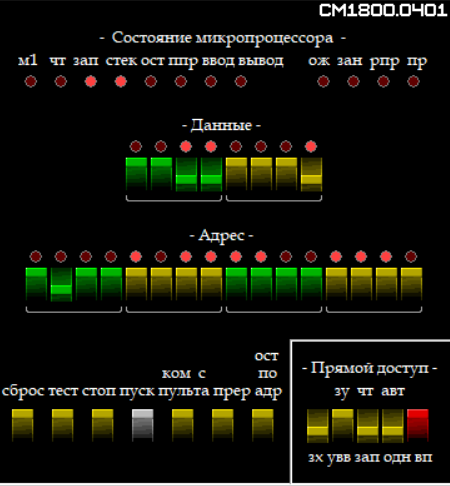 СМ1800.0401
- Состояние микропроцессора -
м1 чт зап стек ост ппр ввод вывод ож зан рпр пр
- Данные -
- Адрес -
ост
ком с по
сброс тест стоп пуск пульта прер адр
- Прямой доступ -
зу чт авт
зх увв зап одн вп